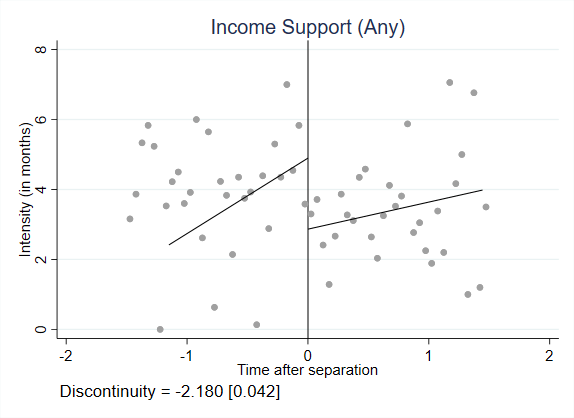 Income Support (Any)
Intensity (in months)
8
6
4
2
0
-2
-1
0
1
2
Time after separation
Discontinuity = -2.180 [0.042]